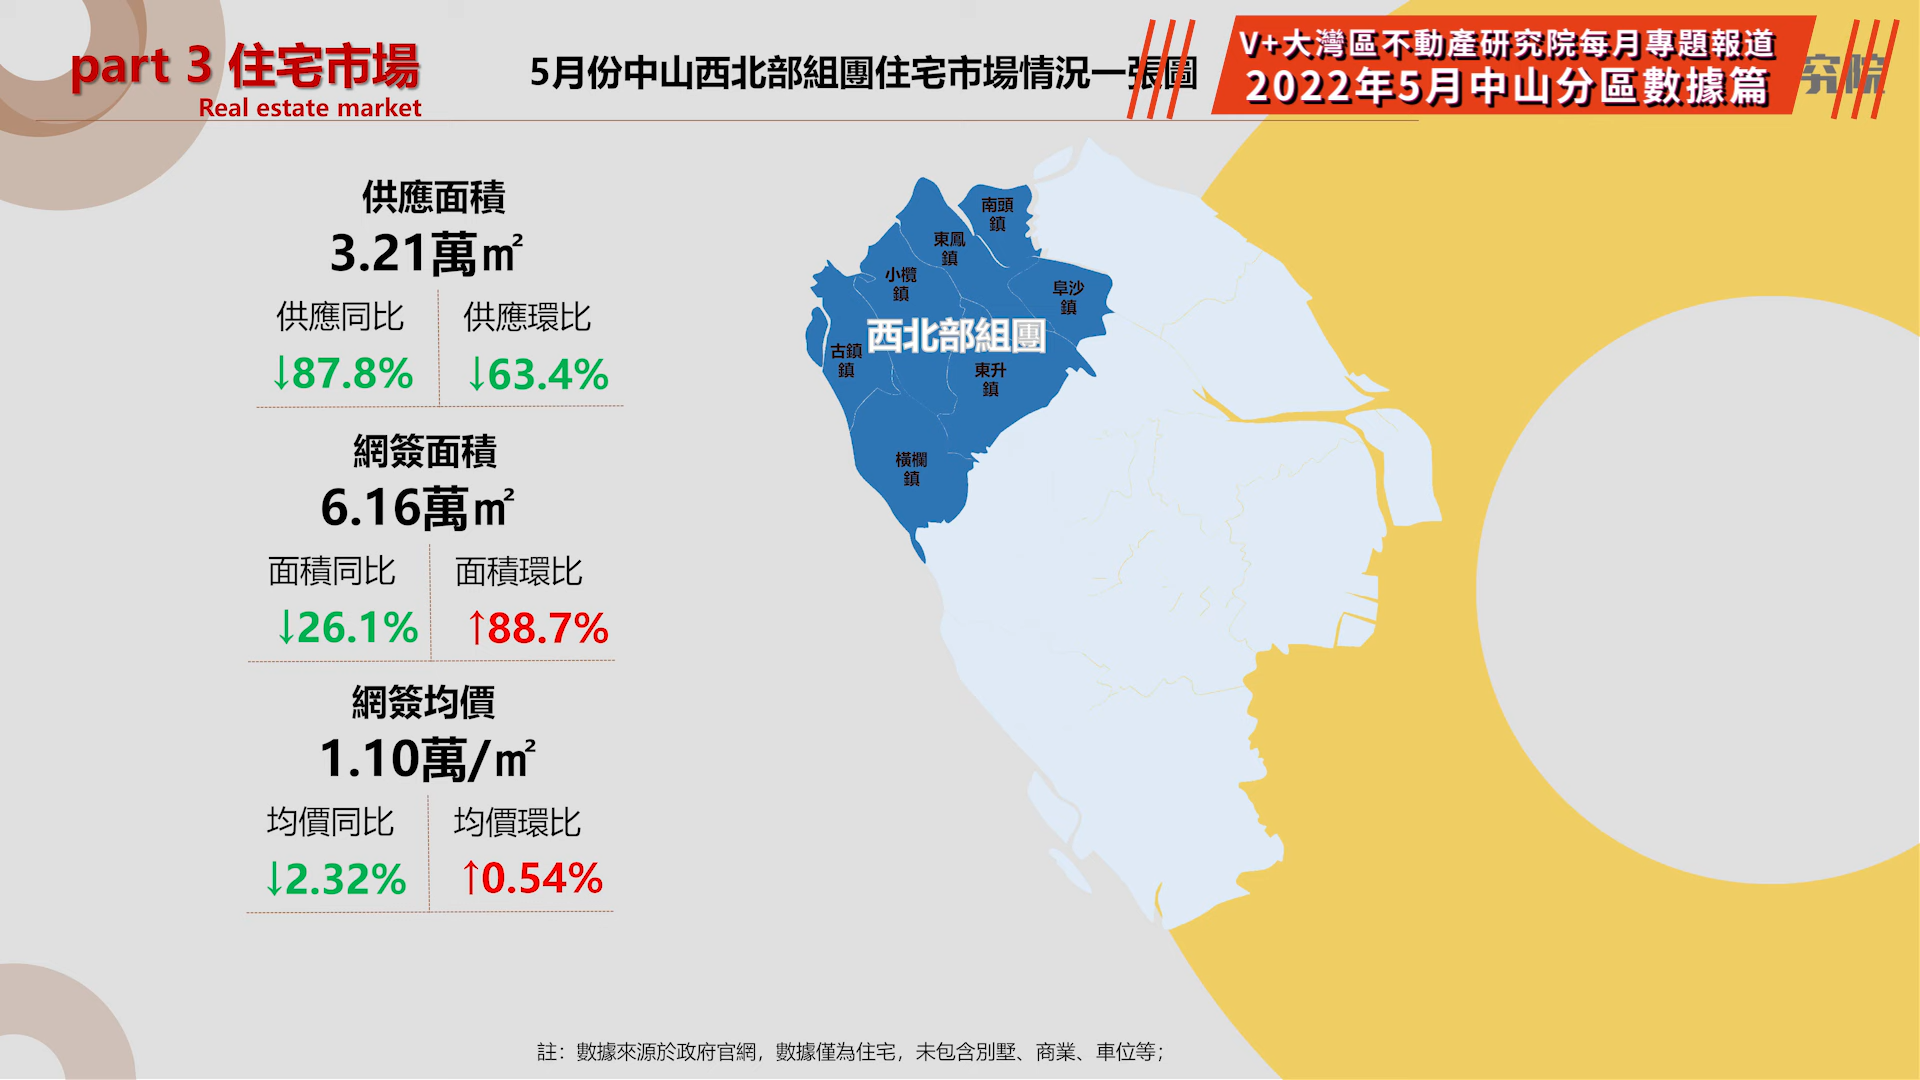 part 3 住宅市場
Real estate market
5月份中山西北部組團住宅市場情況一張圖
V+大灣區不動產研究院每月專題報道
2022年5月中山分區數據篇
究院
供應面積
3.21萬㎡
供應同比
供應環比
↓87.8%
↓63.4%
網簽面積
6.16萬㎡
面積同比
面積環比
↓26.1%
↑88.7%
網簽均價
1.10萬/㎡
均價同比
均價環比
↓2.32%
↑0.54%
南頭
鎮
東鳳
鎮
小欖
鎮
阜沙
鎮
西北部組團
古鎮
鎮
東升
鎮
橫欄
鎮
註：數據來源於政府官網，數據僅為住宅，未包含別墅、商業、車位等；